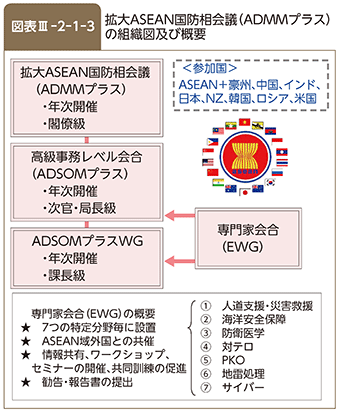 図表Ⅲ-2-1-3
拡大ASEAN国防相会議(ADMMプラス)
の組織図及び概要
拡大ASEAN国防相会議
(ADMMプラス)
・年次開催
・閣僚級
<参加国>
ASEAN+豪州、中国、インド、
日本、NZ、韓国、ロシア、米国
高級事務レベル会合
(ADSOMプラス)
・年次開催
・次官・局長級
専門家会合
(EWG)
ADSOMプラスWG
・年次開催
・課長級
専門家会合(EWG)の概要
★ 7つの特定分野毎に設置
★ ASEAN域外国との共催
★ 情報共有、ワークショップ、
セミナーの開催、共同訓練の促進
★ 勧告・報告書の提出
① 人道支援・災害救援
② 海洋安全保障
③ 防衛医学
④ 対テロ
⑤ PKO
⑥ 地雷処理
⑦ サイバー